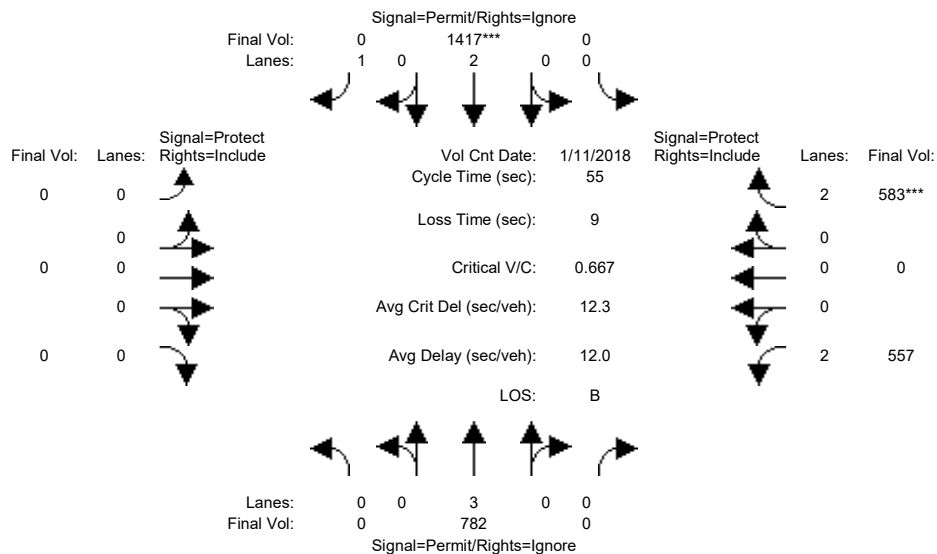 Signal=Permit/Rights=Ignore
Final Vol: 0 1417*** 0
Lanes: 1 0 2 0 0
Signal=Protect
Final Vol: Lanes: Rights=Include
Vol Cnt Date: 1/11/2018
Signal=Protect
Rights=Include Lanes: Final Vol:
Cycle Time (sec): 55
0 0
2 583***
Loss Time (sec): 9
0
0
0 0
Critical V/C: 0.667
0 0
0
Avg Crit Del (sec/veh): 12.3
0
0 0
Avg Delay (sec/veh): 12.0
2 557
LOS: B
Lanes: 0 0 3 0 0
Final Vol: 0 782 0
Signal=Permit/Rights=Ignore